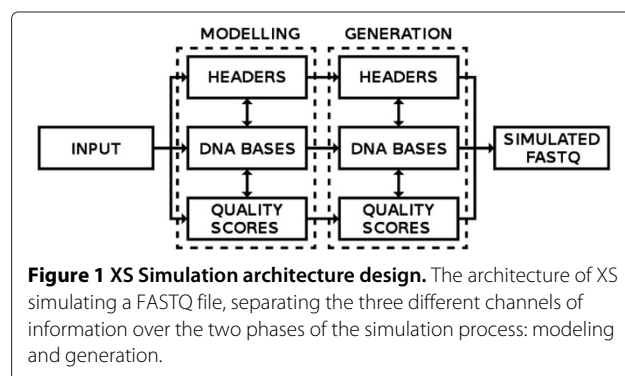 MODELLING GENERATION
HEADERS HEADERS
INPUT DNA BASES DNA BASES SIMULATED
FASTQ
QUALITY
SCORES QUALITY
SCORES
Figure 1 XS Simulation architecture design. The architecture of XS
simulating a FASTQ file, separating the three different channels of
information over the two phases of the simulation process: modeling
and generation.